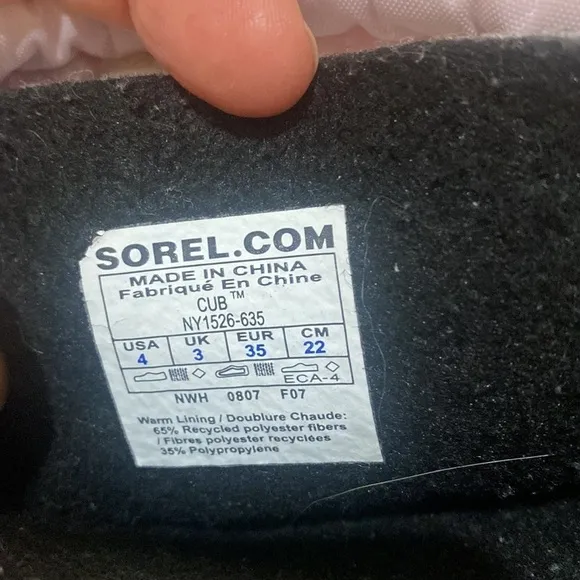 SOREL.COM
MADE IN CHINA
Fabriqué En Chine
CUB™
NY1526-635
USA UK EUR CM
4 3 35 22
ECA-4
NWH 0807 F07
Warm Lining / Doublure Chaude:
65% Recycled polyester fibers
/ Fibres polyester recyclées
35% Polypropylene